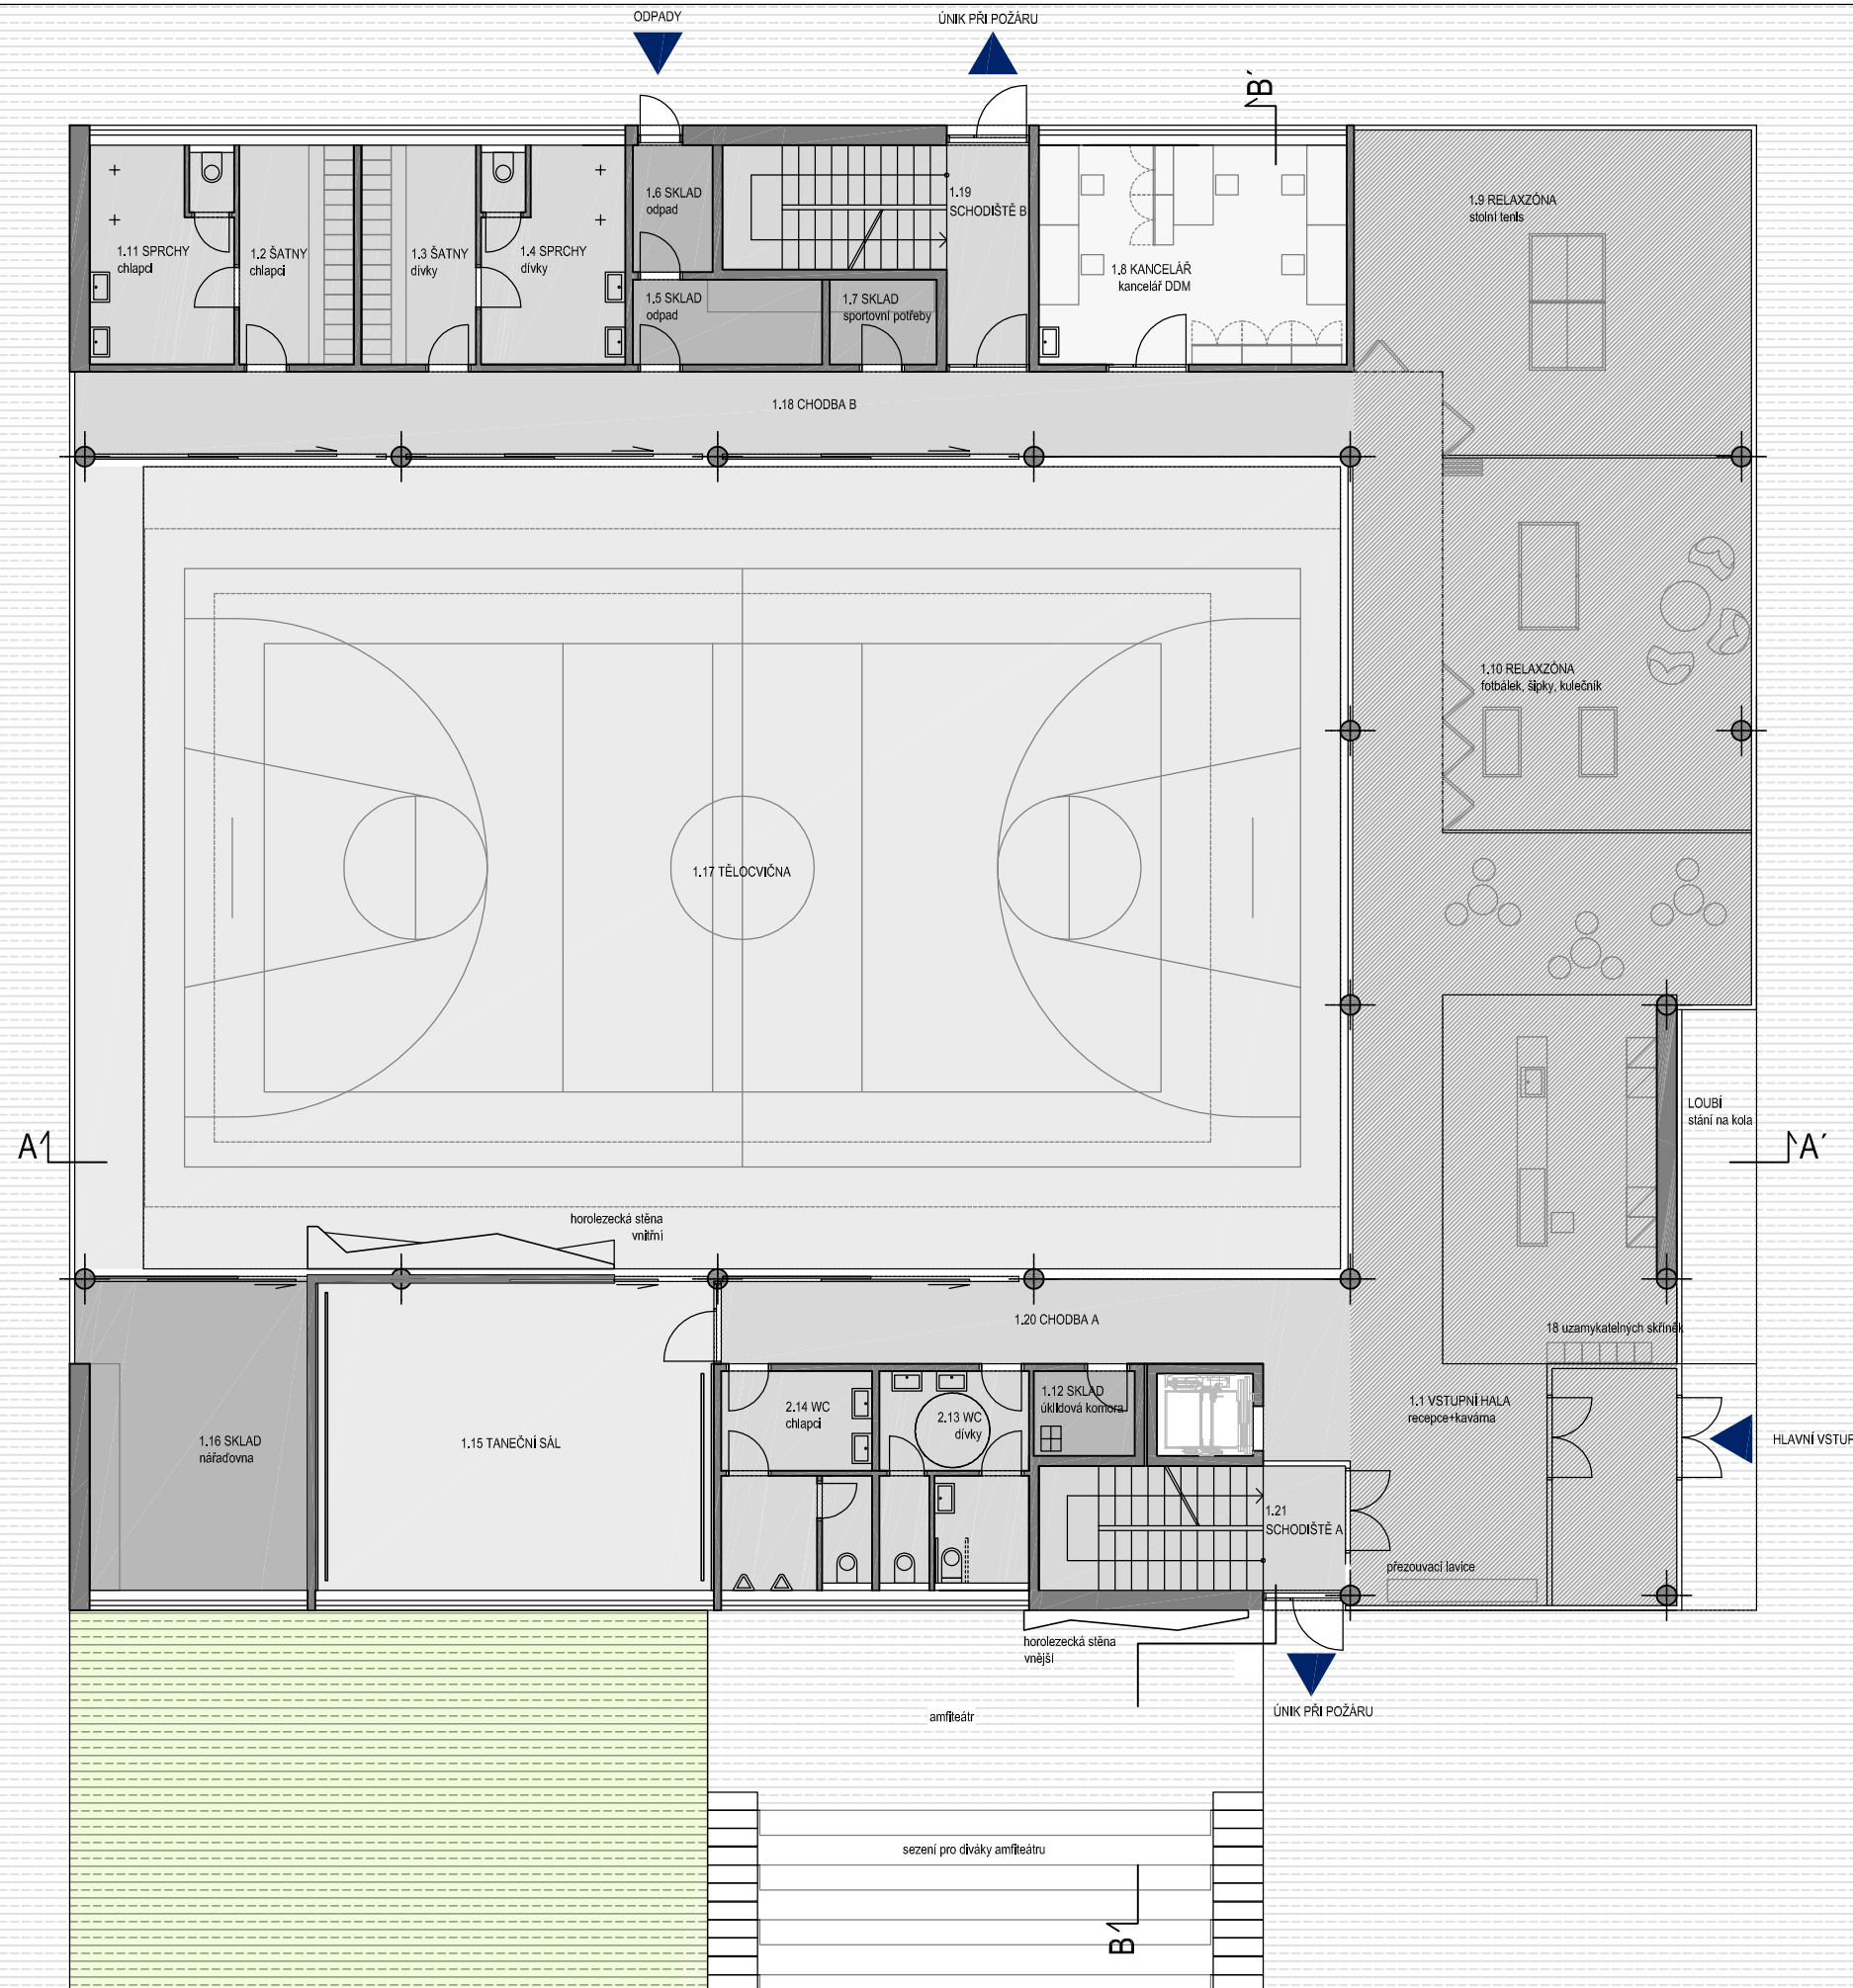 ODPADY
ÚNIK PŘI POŽÁRU
B´
1.11 SPRCHY
chlapci
1.2 ŠATNY
chlapci
1.3 ŠATNY
dívky
1.4 SPRCHY
dívky
1.6 SKLAD
odpad
1.5 SKLAD
odpad
1.7 SKLAD
sportovní potřeby
1.19
SCHODIŠTĚ B
1.8 KANCELÁŘ
kancelář DDM
1.9 RELAXZÓNA
stolní tenis
1.18 CHODBA B
1.10 RELAXZÓNA
fotbálek, šipky, kulečník
1.17 TĚLOCVIČNA
LOUBÍ
stání na kola
A
A´
horolezecká stěna
vnitřní
1.20 CHODBA A
18 uzamykatelných skříněk
1.16 SKLAD
nářaďovna
1.15 TANEČNÍ SÁL
2.14 WC
chlapci
2.13 WC
dívky
1.12 SKLAD
úklidová komora
1.1 VSTUPNÍ HALA
recepce+kavárna
HLAVNÍ VSTUP
1.21
SCHODIŠTĚ A
přezouvací lavice
horolezecká stěna
vnější
ÚNIK PŘI POŽÁRU
amfiteátr
sezení pro diváky amfiteátru
B